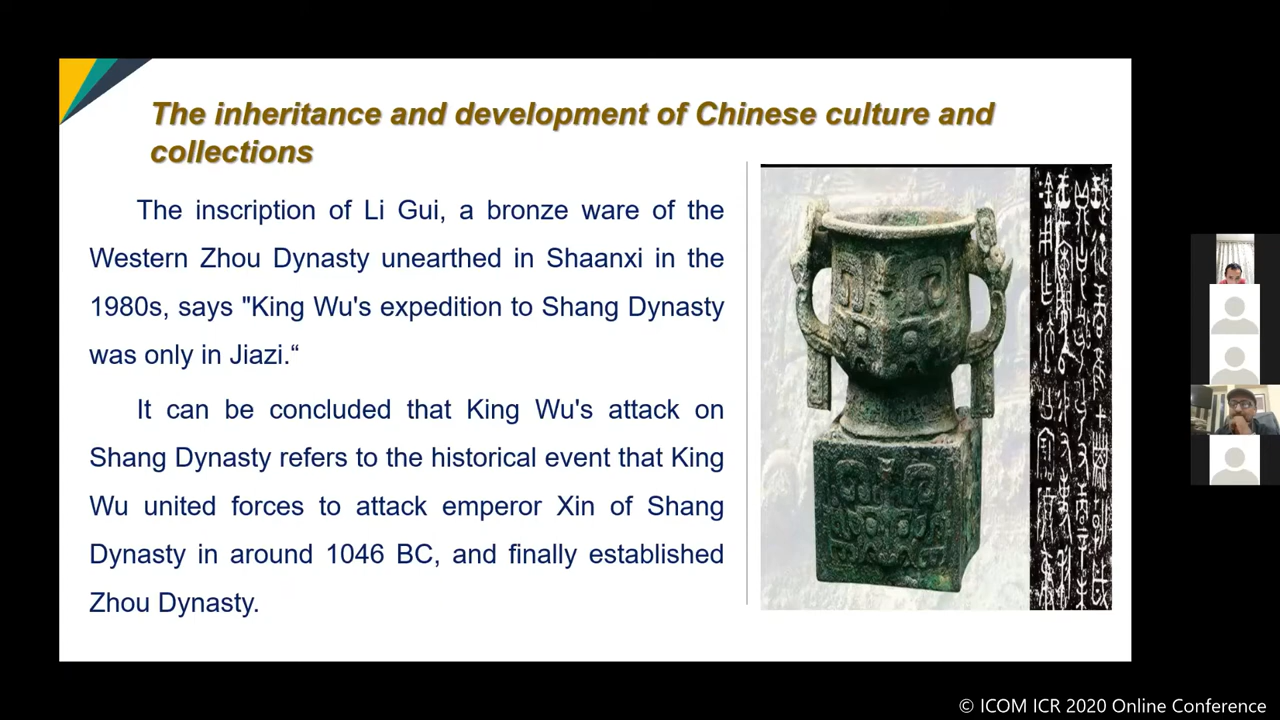 The inheritance and development of Chinese culture and
collections
The inscription of Li Gui, a bronze ware of the
Western Zhou Dynasty unearthed in Shaanxi in the
1980s, says "King Wu's expedition to Shang Dynasty
was only in Jiazi.“
It can be concluded that King Wu's attack on
Shang Dynasty refers to the historical event that King
Wu united forces to attack emperor Xin of Shang
Dynasty in around 1046 BC, and finally established
Zhou Dynasty.
© ICOM ICR 2020 Online Conference